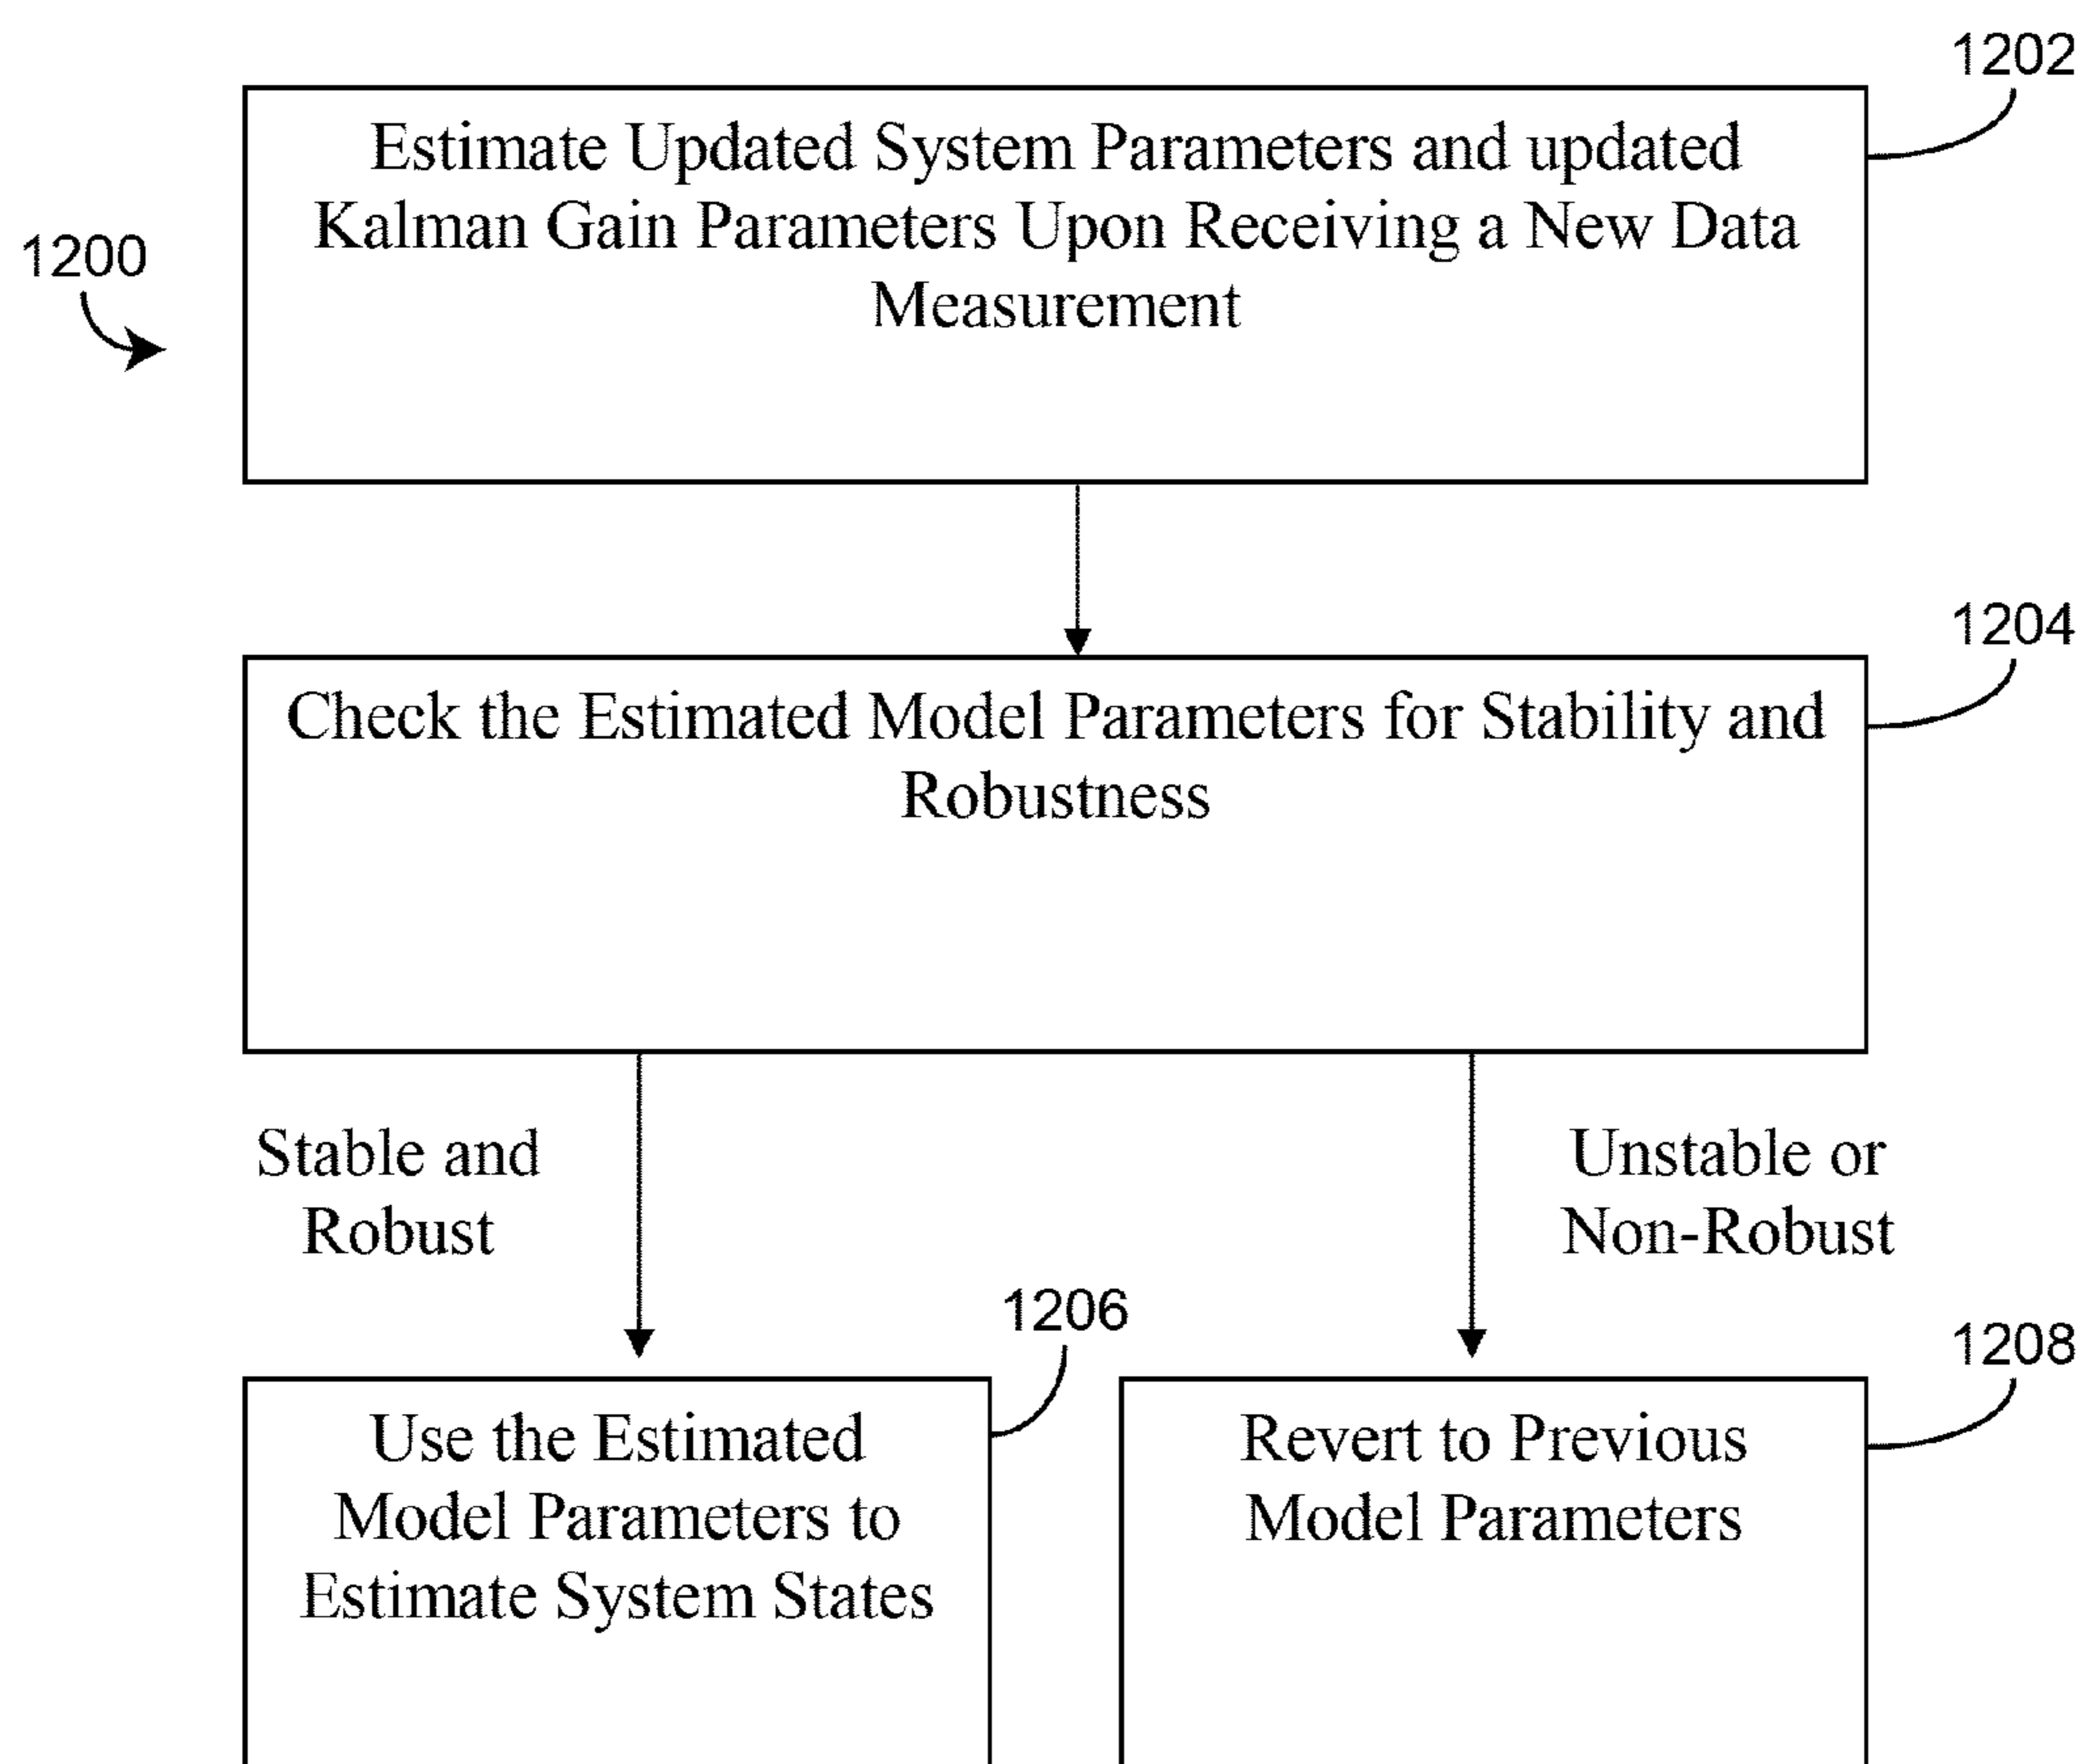 1202
Estimate Updated System Parameters and updated
Kalman Gain Parameters Upon Receiving a New Data
Measurement
1200
1204
Check the Estimated Model Parameters for Stability and
Robustness
Stable and
Robust
Unstable or
Non-Robust
1206
1208
Use the Estimated
Model Parameters to
Estimate System States
Revert to Previous
Model Parameters